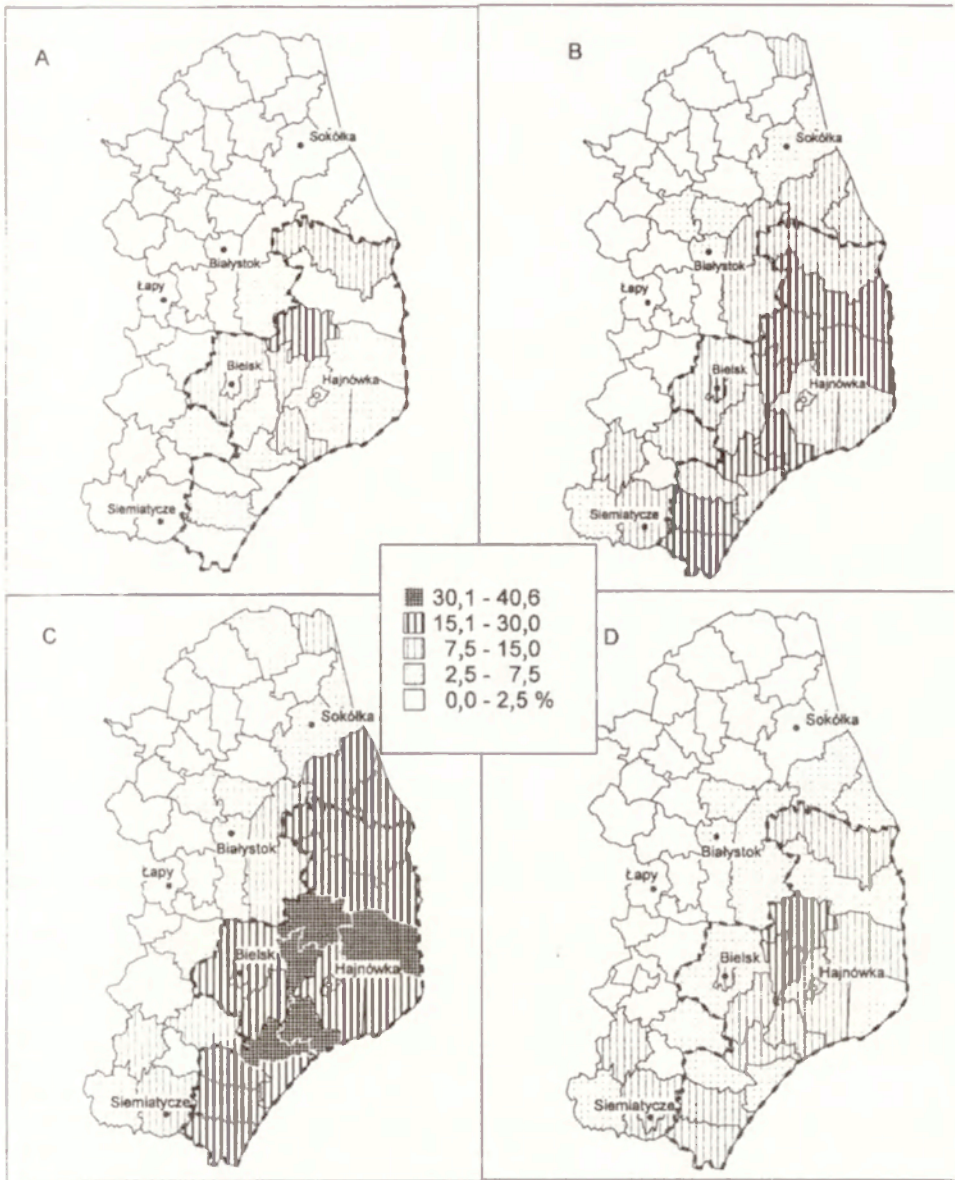 A
Sokółka
Białystok
Łapy
Bielsk
Hajnówka
Siemiatycze
B
Sokółka
Białystok
Łapy
Bielsk
Hajnówka
Siemiatycze
30,1 - 40,6
15,1 - 30,0
7,5 - 15,0
2,5 - 7,5
0,0 - 2,5 %
C
Sokółka
Białystok
Łapy
Bielsk
Hajnówka
Siemiatycze
D
Sokółka
Białystok
Łapy
Bielsk
Hajnówka
Siemiatycze